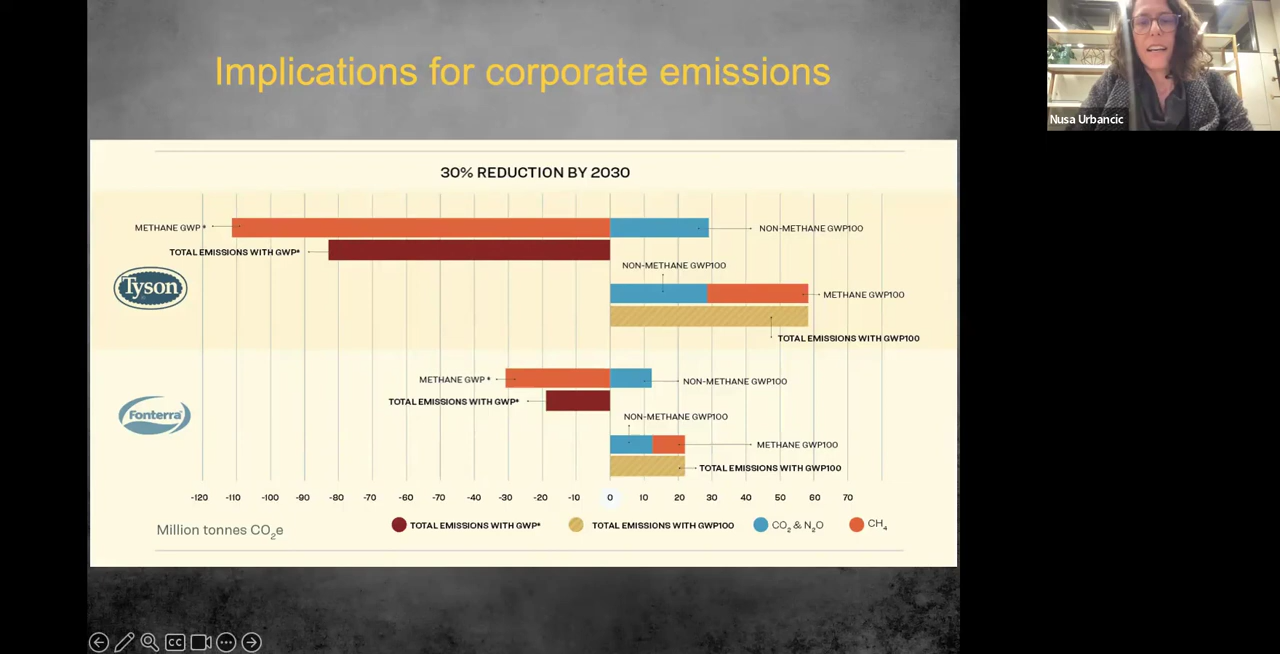 Implications for corporate emissions
Nusa Urbancic
30% REDUCTION BY 2030
METHANE GWP *
NON-METHANE GWP100
TOTAL EMISSIONS WITH GWP*
NON-METHANE GWP100
Tyson
METHANE GWP100
TOTAL EMISSIONS WITH GWP100
METHANE GWP *
NON-METHANE GWP100
TOTAL EMISSIONS WITH GWP*
Fonterra
NON-METHANE GWP100
METHANE GWP100
TOTAL EMISSIONS WITH GWP100
-120 -110 -100 -90 -80 -70 -60 -50 -40 -30 -20 -10 0 10 20 30 40 50 60 70
Million tonnes CO2e
TOTAL EMISSIONS WITH GWP* TOTAL EMISSIONS WITH GWP100 CO2 & N2O CH4
CC